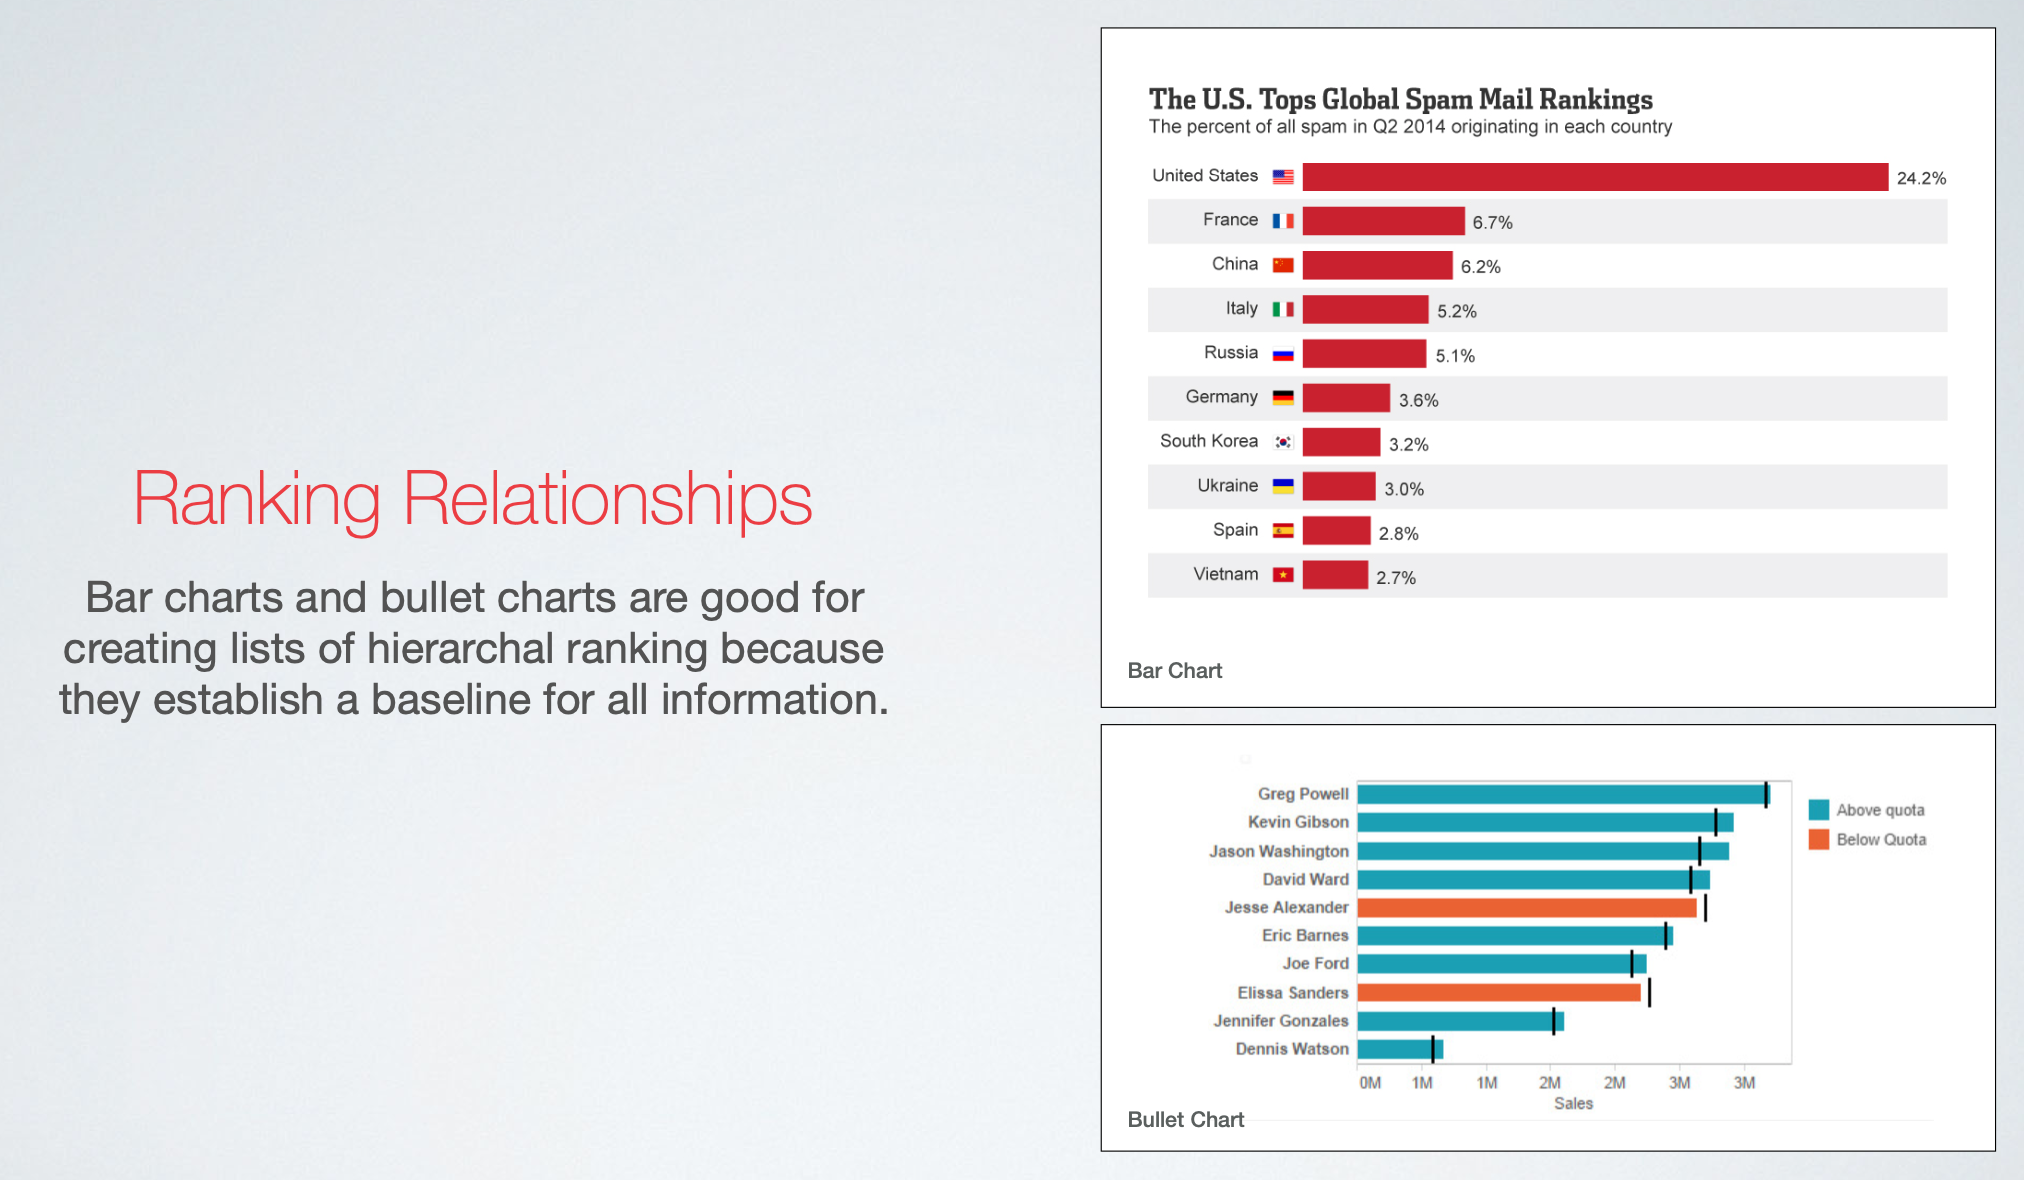 Ranking Relationships
Bar charts and bullet charts are good for
creating lists of hierarchal ranking because
they establish a baseline for all information.
The U.S. Tops Global Spam Mail Rankings
The percent of all spam in Q2 2014 originating in each country
United States 24.2%
France 6.7%
China 6.2%
Italy 5.2%
Russia 5.1%
Germany 3.6%
South Korea 3.2%
Ukraine 3.0%
Spain 2.8%
Vietnam 2.7%
Bar Chart
Greg Powell
Kevin Gibson
Jason Washington
David Ward
Jesse Alexander
Eric Barnes
Joe Ford
Elissa Sanders
Jennifer Gonzales
Dennis Watson
0M 1M 1M 2M 2M 3M 3M
Sales
Above quota
Below Quota
Bullet Chart